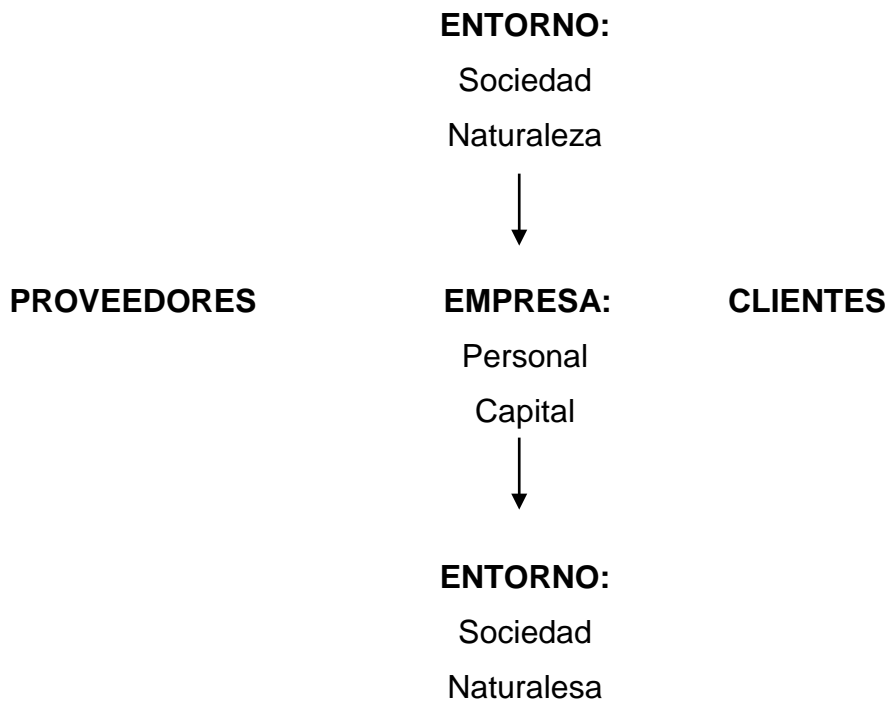 ENTORNO:
Sociedad
Naturaleza
PROVEEDORES EMPRESA: CLIENTES
Personal
Capital
ENTORNO:
Sociedad
Naturalesa